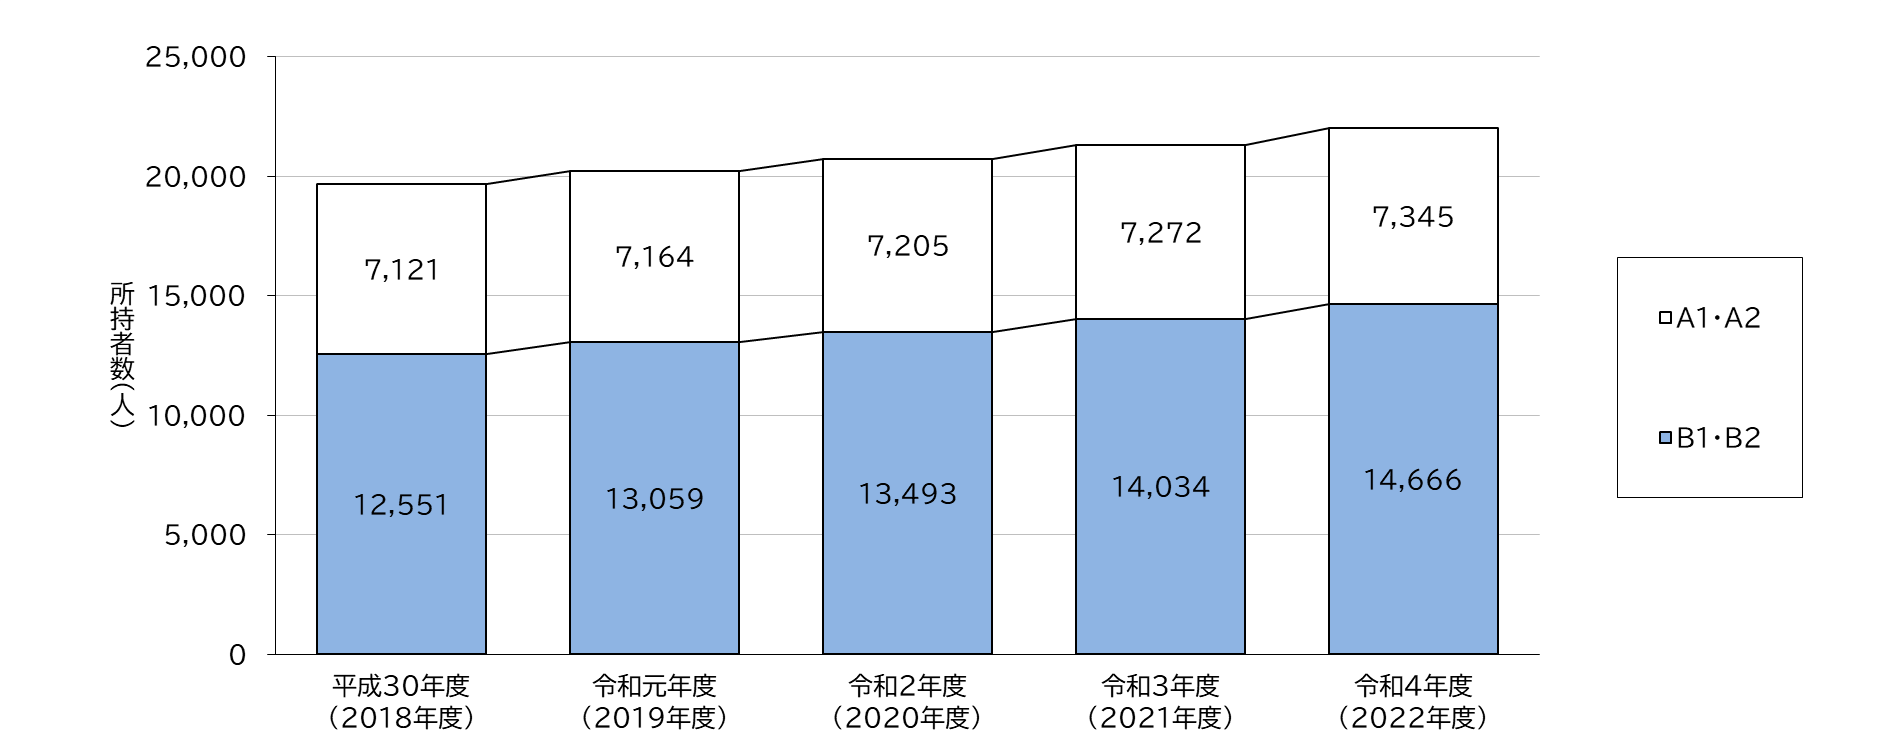 25,000
20,000
15,000
10,000
5,000
0
所持者数(人)
7,121
7,164
7,205
7,272
7,345
12,551
13,059
13,493
14,034
14,666
平成30年度
（2018年度）
令和元年度
（2019年度）
令和2年度
（2020年度）
令和3年度
（2021年度）
令和4年度
（2022年度）
A1・A2
B1・B2